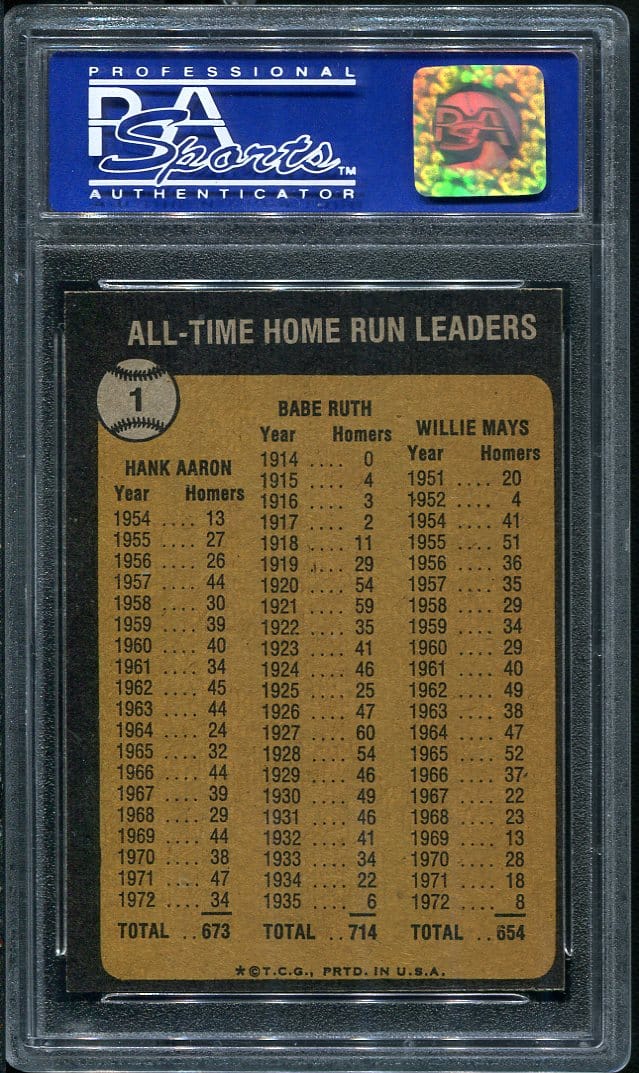 PROFESSIONAL
PSA
Sports™
AUTHENTICATOR
PSA
ALL-TIME HOME RUN LEADERS
1
HANK AARON
Year Homers
1954 .... 13
1955 .... 27
1956 .... 26
1957 .... 44
1958 .... 30
1959 .... 39
1960 .... 40
1961 .... 34
1962 .... 45
1963 .... 44
1964 .... 24
1965 .... 32
1966 .... 44
1967 .... 39
1968 .... 29
1969 .... 44
1970 .... 38
1971 .... 47
1972 .... 34
TOTAL ..673
BABE RUTH
Year Homers
1914 .... 0
1915 .... 4
1916 .... 3
1917 .... 2
1918 .... 11
1919 .... 29
1920 .... 54
1921 .... 59
1922 .... 35
1923 .... 41
1924 .... 46
1925 .... 25
1926 .... 47
1927 .... 60
1928 .... 54
1929 .... 46
1930 .... 49
1931 .... 46
1932 .... 41
1933 .... 34
1934 .... 22
1935 .... 6
TOTAL ..714
WILLIE MAYS
Year Homers
1951 .... 20
1952 .... 4
1954 .... 41
1955 .... 51
1956 .... 36
1957 .... 35
1958 .... 29
1959 .... 34
1960 .... 29
1961 .... 40
1962 .... 49
1963 .... 38
1964 .... 47
1965 .... 52
1966 .... 37
1967 .... 22
1968 .... 23
1969 .... 13
1970 .... 28
1971 .... 18
1972 .... 8
TOTAL ..654
*©T.C.G., PRTD. IN U.S.A.